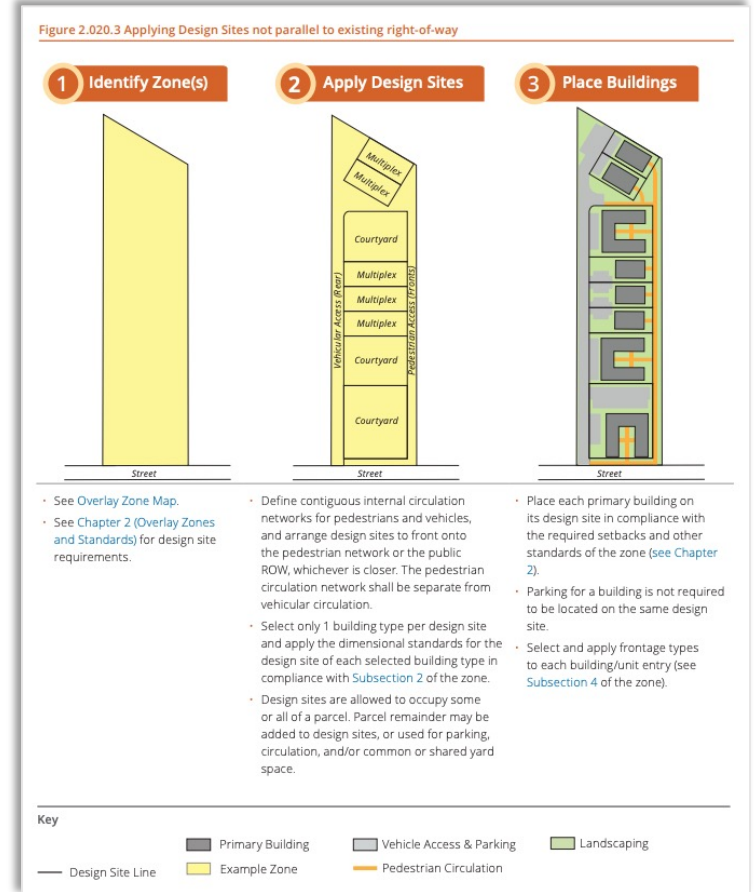 Figure 2.020.3 Applying Design Sites not parallel to existing right-of-way
1 Identify Zone(s)
Street
· See Overlay Zone Map.
· See Chapter 2 (Overlay Zones
and Standards) for design site
requirements.
2 Apply Design Sites
Multiplex
Multiplex
Courtyard
Multiplex
Multiplex
Multiplex
Courtyard
Courtyard
Vehicular Access (Rear)
Pedestrian Access (Fronts)
Street
· Define contiguous internal circulation
networks for pedestrians and vehicles,
and arrange design sites to front onto
the pedestrian network or the public
ROW, whichever is closer. The pedestrian
circulation network shall be separate from
vehicular circulation.
· Select only 1 building type per design site
and apply the dimensional standards for the
design site of each selected building type in
compliance with Subsection 2 of the zone.
· Design sites are allowed to occupy some
or all of a parcel. Parcel remainder may be
added to design sites, or used for parking,
circulation, and/or common or shared yard
space.
3 Place Buildings
Street
· Place each primary building on
its design site in compliance with
the required setbacks and other
standards of the zone (see Chapter
2).
· Parking for a building is not required
to be located on the same design
site.
· Select and apply frontage types
to each building/unit entry (see
Subsection 4 of the zone).
Key
Design Site Line
Primary Building
Example Zone
Vehicle Access & Parking
Pedestrian Circulation
Landscaping